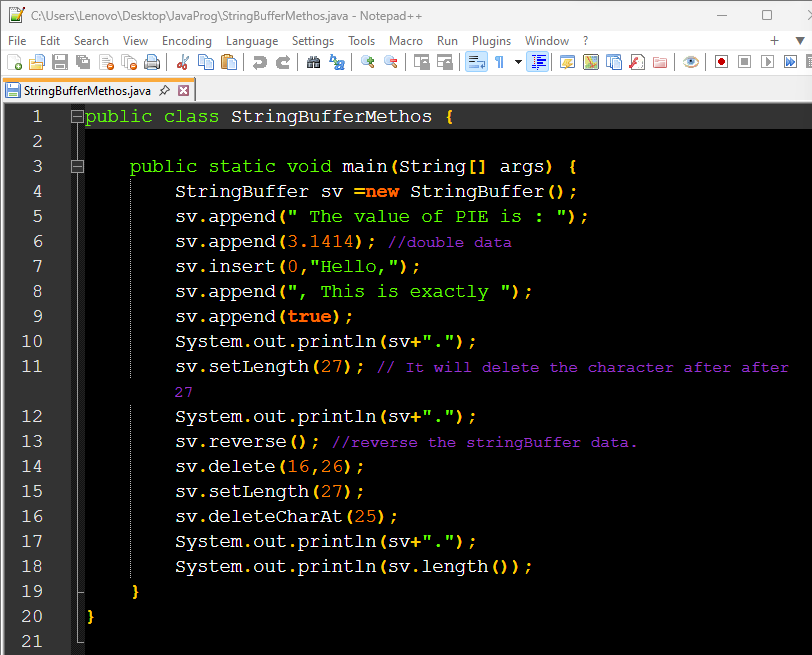 C:\Users\Lenovo\Desktop\JavaProg\StringBufferMethos.java - Notepad++
File Edit Search View Encoding Language Settings Tools Macro Run Plugins Window ?
StringBufferMethos.java
1 public class StringBufferMethos {
2
3 public static void main(String[] args) {
4 StringBuffer sv =new StringBuffer();
5 sv.append(" The value of PIE is : ");
6 sv.append(3.1414); //double data
7 sv.insert(0,"Hello,");
8 sv.append(", This is exactly ");
9 sv.append(true);
10 System.out.println(sv+".");
11 sv.setLength(27); // It will delete the character after after
27
12 System.out.println(sv+".");
13 sv.reverse(); //reverse the stringBuffer data.
14 sv.delete(16,26);
15 sv.setLength(27);
16 sv.deleteCharAt(25);
17 System.out.println(sv+".");
18 System.out.println(sv.length());
19 }
20 }
21